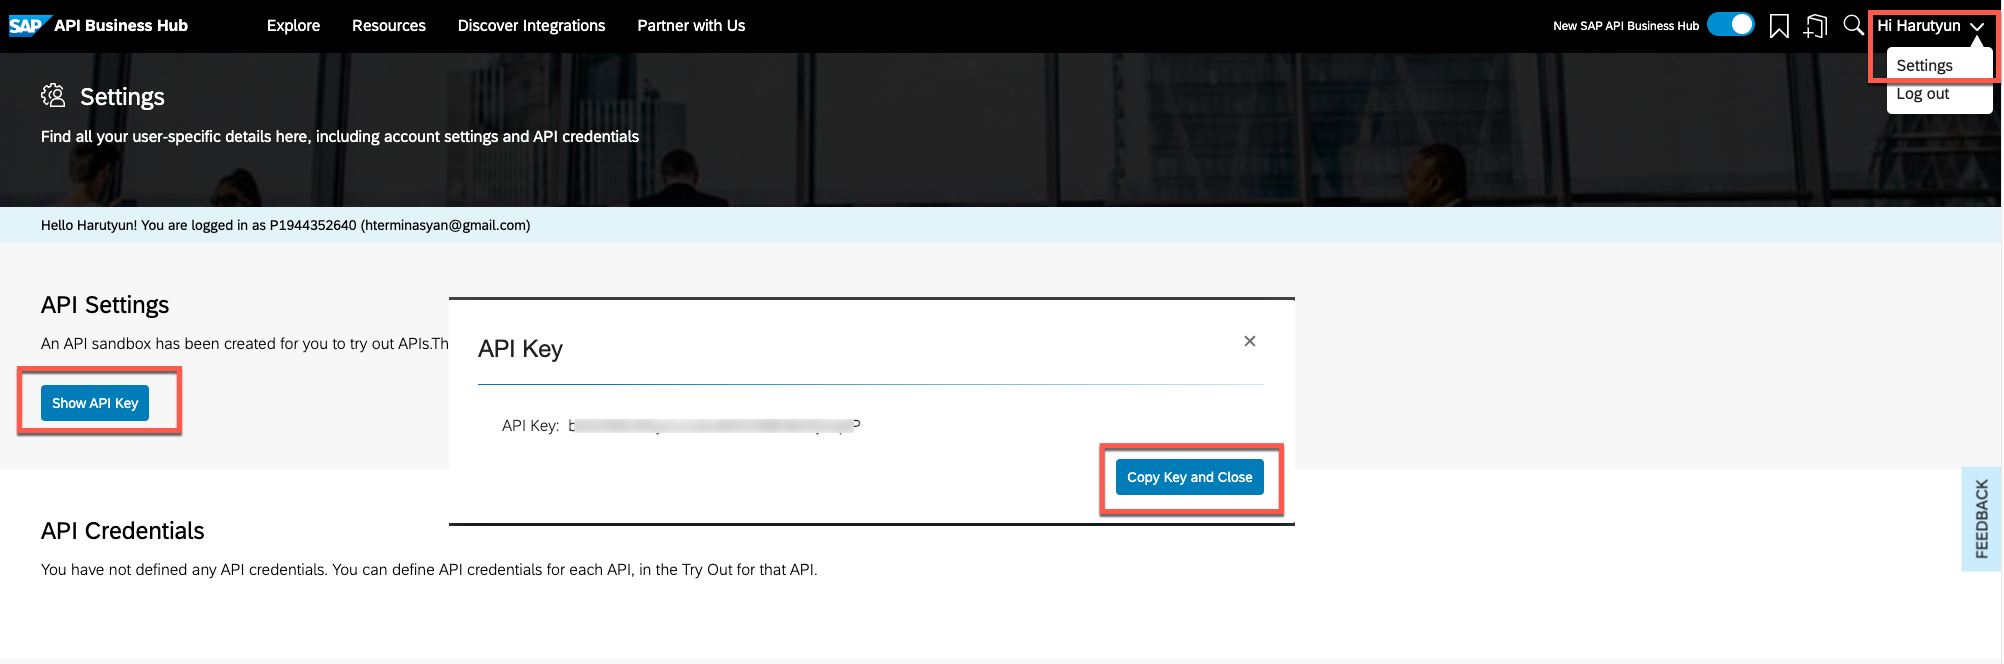 SAP API Business Hub Explore Resources Discover Integrations Partner with Us New SAP API Business Hub Hi Harutyun
Settings
Log out
Settings
Find all your user-specific details here, including account settings and API credentials
Hello Harutyun! You are logged in as P1944352640 (hterminasyan@gmail.com)
API Settings
An API sandbox has been created for you to try out APIs.Th
Show API Key
API Key
API Key:
Copy Key and Close
API Credentials
You have not defined any API credentials. You can define API credentials for each API, in the Try Out for that API.
FEEDBACK